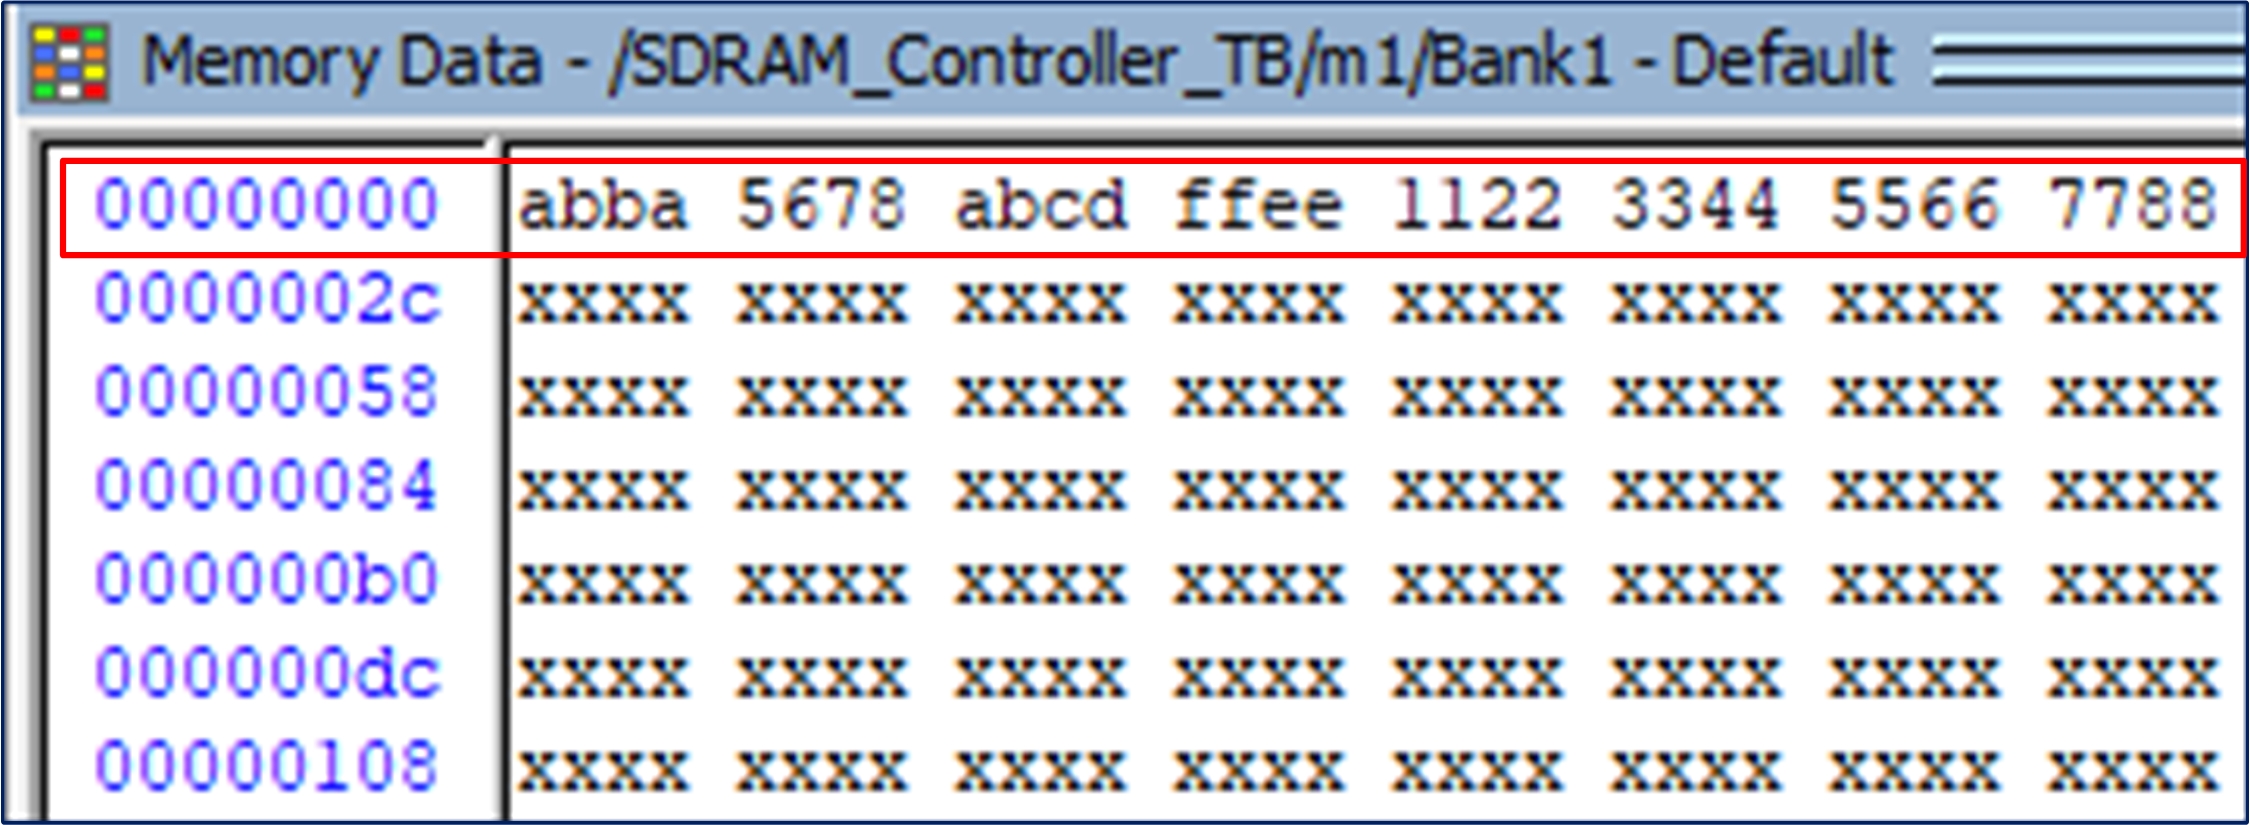 Memory Data - /SDRAM_Controller_TB/m1/Bank1 - Default
00000000 abba 5678 abcd ffee 1122 3344 5566 7788
0000002c xxxx xxxx xxxx xxxx xxxx xxxx xxxx xxxx
00000058 xxxx xxxx xxxx xxxx xxxx xxxx xxxx xxxx
00000084 xxxx xxxx xxxx xxxx xxxx xxxx xxxx xxxx
000000b0 xxxx xxxx xxxx xxxx xxxx xxxx xxxx xxxx
000000dc xxxx xxxx xxxx xxxx xxxx xxxx xxxx xxxx
00000108 xxxx xxxx xxxx xxxx xxxx xxxx xxxx xxxx